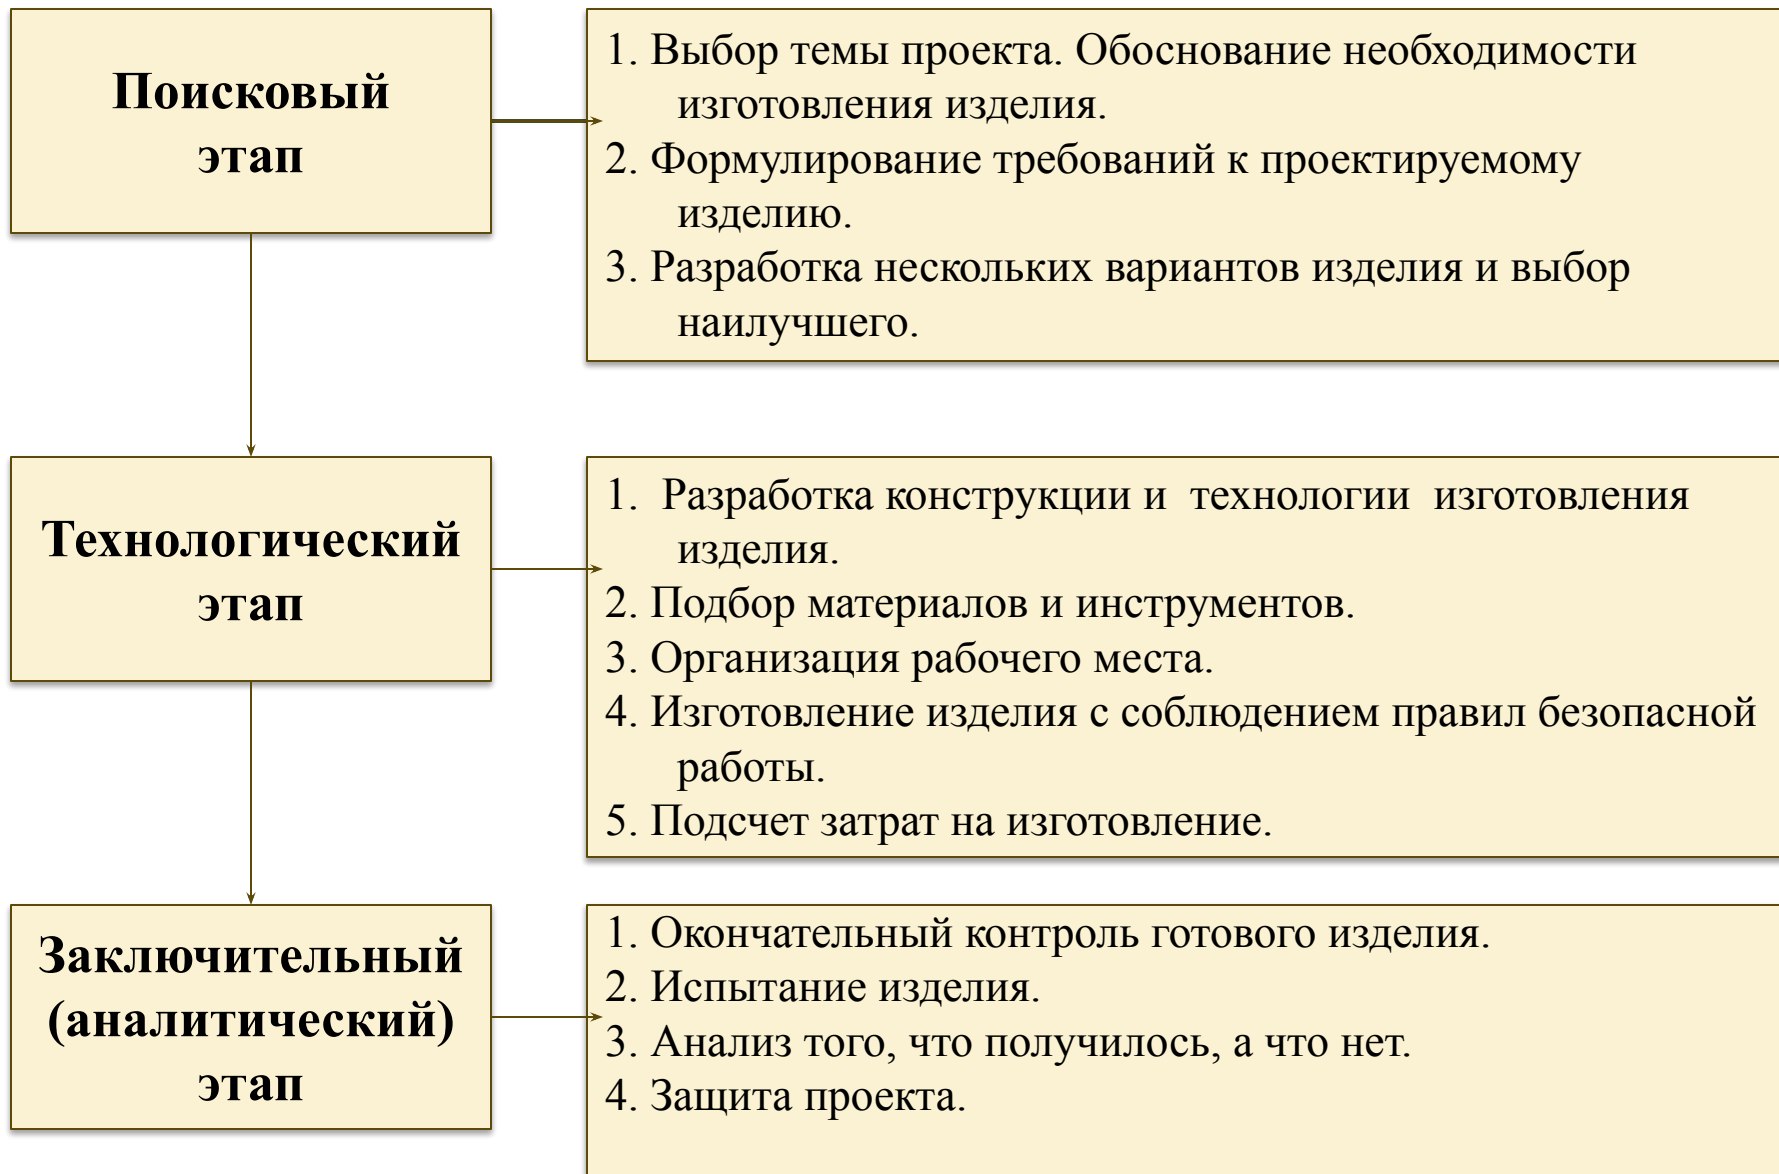 Поисковый
этап
1. Выбор темы проекта. Обоснование необходимости
изготовления изделия.
2. Формулирование требований к проектируемому
изделию.
3. Разработка нескольких вариантов изделия и выбор
наилучшего.
Технологический
этап
1. Разработка конструкции и технологии изготовления
изделия.
2. Подбор материалов и инструментов.
3. Организация рабочего места.
4. Изготовление изделия с соблюдением правил безопасной
работы.
5. Подсчет затрат на изготовление.
Заключительный
(аналитический)
этап
1. Окончательный контроль готового изделия.
2. Испытание изделия.
3. Анализ того, что получилось, а что нет.
4. Защита проекта.